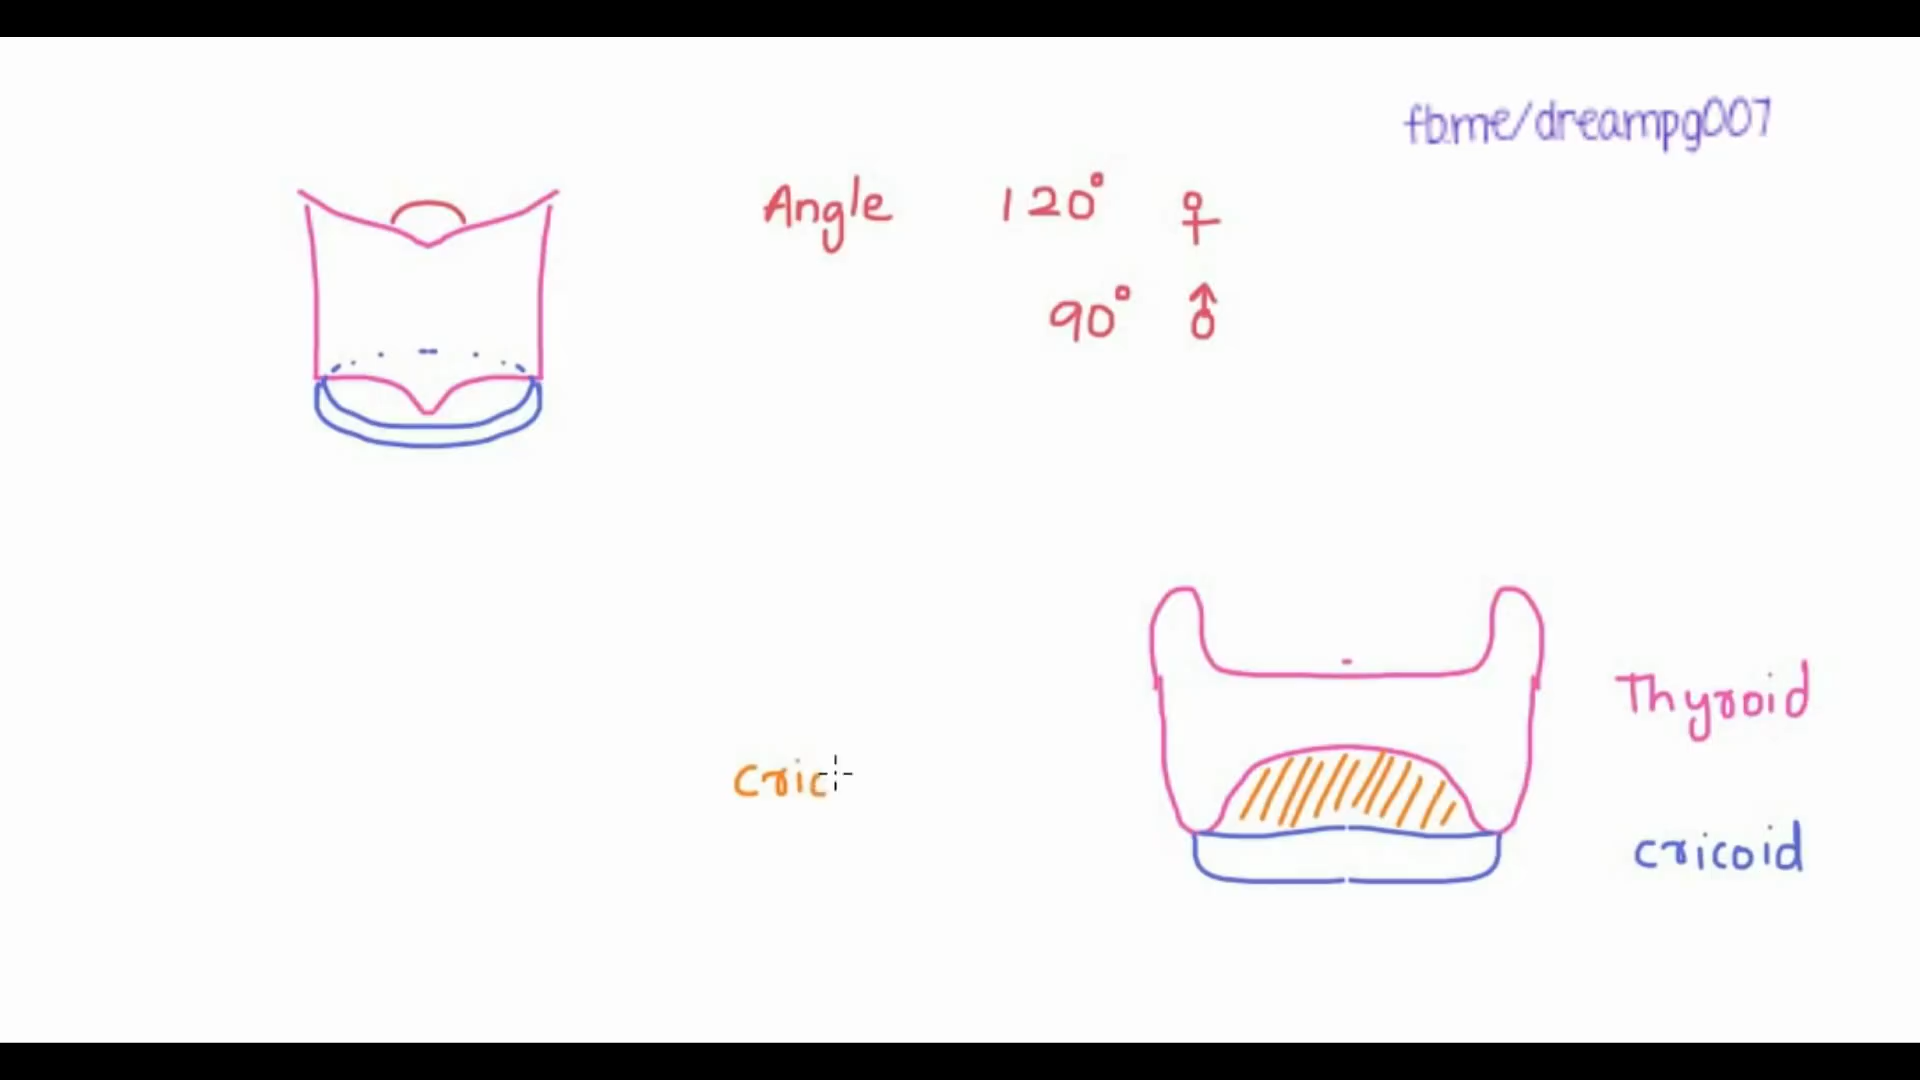 fb.me/dreampg007
Angle 120° ♀
90° ♂
Thyroid
cric
cricoid